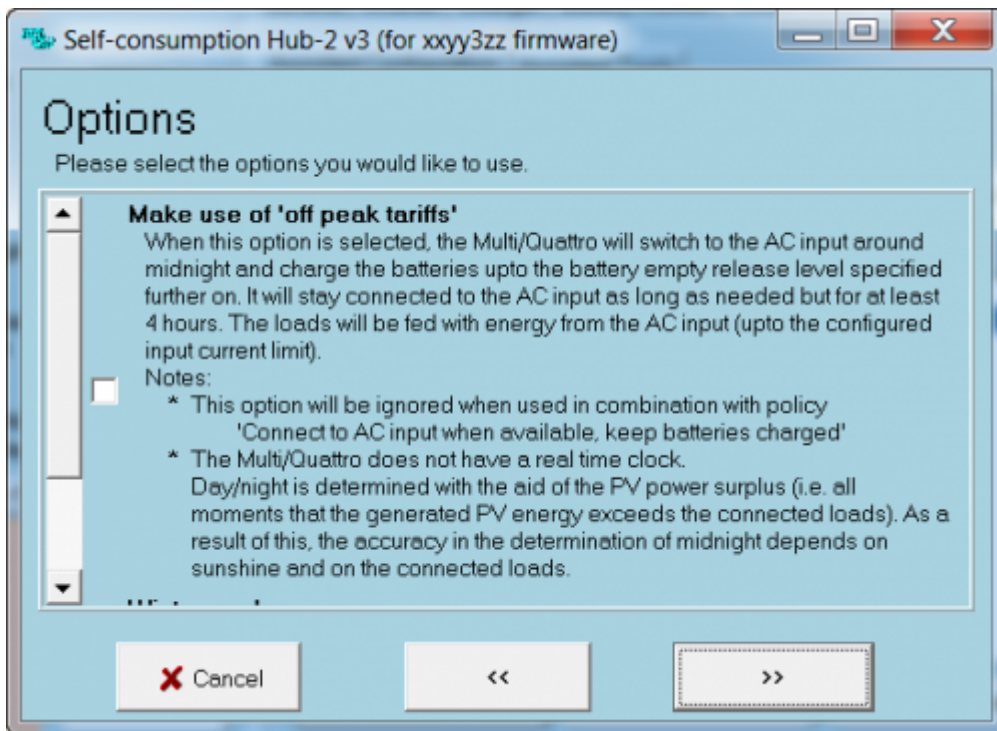 Self-consumption Hub-2 v3 (for xxyy3zz firmware)
Options
Please select the options you would like to use.
Make use of 'off peak tariffs'
When this option is selected, the Multi/Quattro will switch to the AC input around
midnight and charge the batteries upto the battery empty release level specified
further on. It will stay connected to the AC input as long as needed but for at least
4 hours. The loads will be fed with energy from the AC input (upto the configured
input current limit).
Notes:
* This option will be ignored when used in combination with policy
'Connect to AC input when available, keep batteries charged'
* The Multi/Quattro does not have a real time clock.
Day/night is determined with the aid of the PV power surplus (i.e. all
moments that the generated PV energy exceeds the connected loads). As a
result of this, the accuracy in the determination of midnight depends on
sunshine and on the connected loads.
Cancel
<<
>>